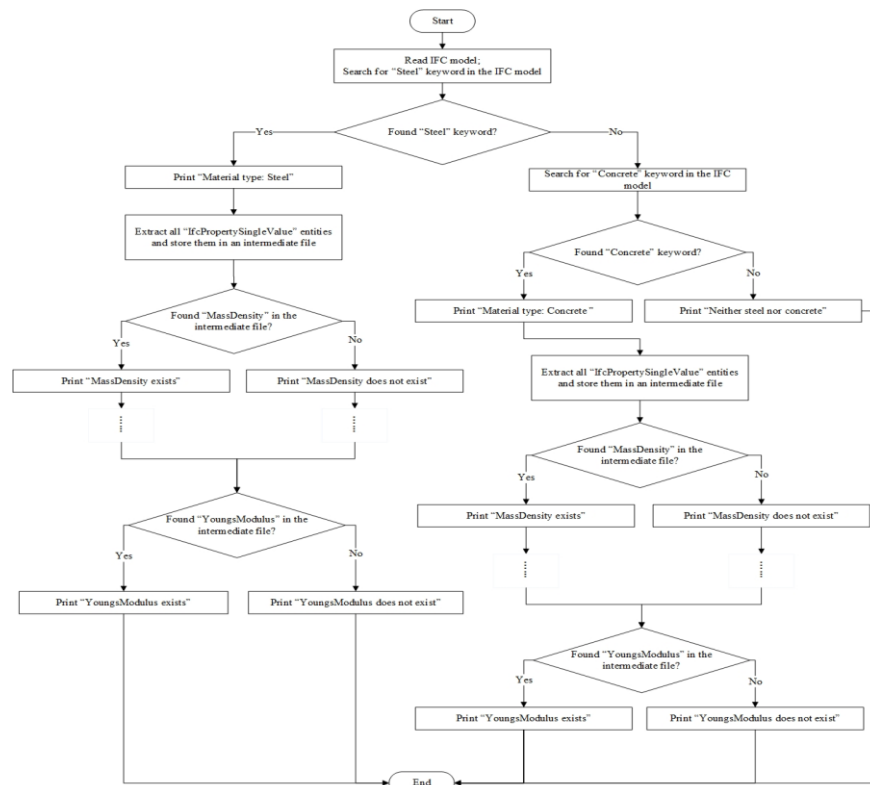 Start
Read IFC model;
Search for “Steel” keyword in the IFC model
Found “Steel” keyword?
Yes
No
Print “Material type: Steel”
Search for “Concrete” keyword in the IFC
model
Extract all “IfcPropertySingleValue” entities
and store them in an intermediate file
Found “Concrete” keyword?
Yes
No
Print “Material type: Concrete”
Print “Neither steel nor concrete”
Found “MassDensity” in the
intermediate file?
Yes
No
Print “MassDensity exists”
Print “MassDensity does not exist”
Extract all “IfcPropertySingleValue” entities
and store them in an intermediate file
Found “MassDensity” in the
intermediate file?
Yes
No
Print “MassDensity exists”
Print “MassDensity does not exist”
Found “YoungsModulus” in the
intermediate file?
Yes
No
Print “YoungsModulus exists”
Print “YoungsModulus does not exist”
Found “YoungsModulus” in the
intermediate file?
Yes
No
Print “YoungsModulus exists”
Print “YoungsModulus does not exist”
End